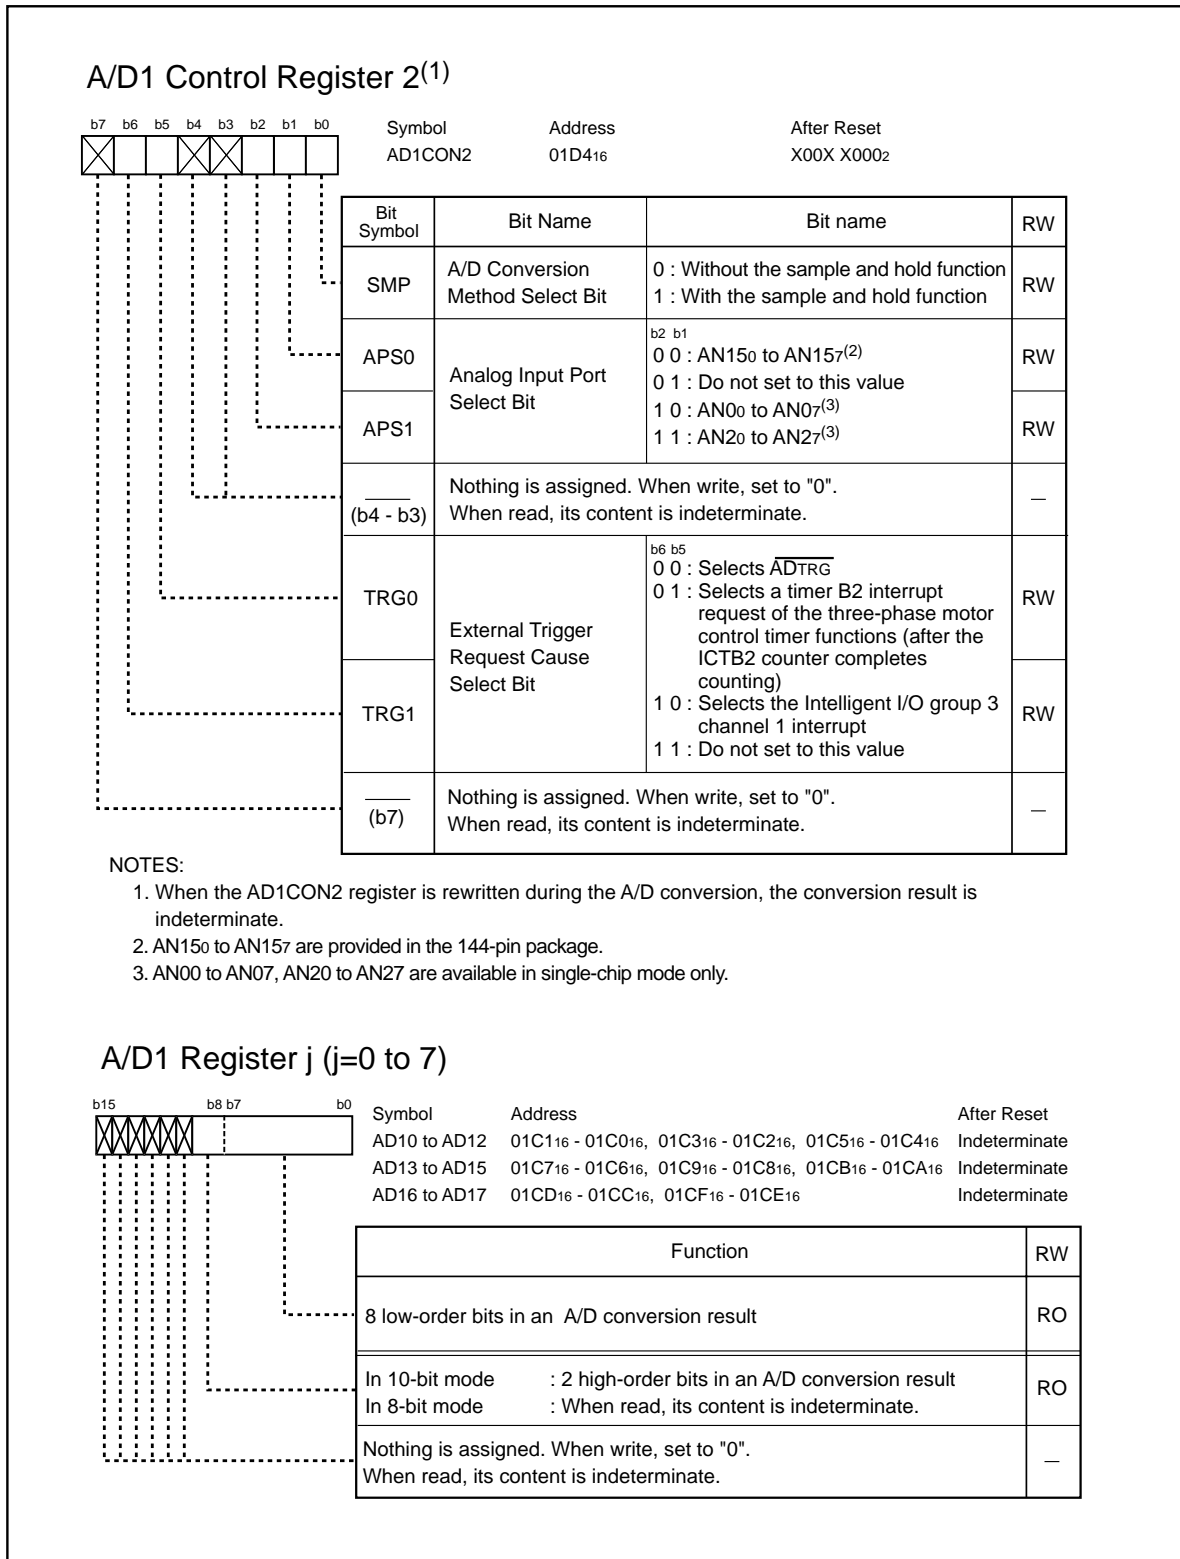 A/D1 Control Register 2(1)
b7 b6 b5 b4 b3 b2 b1 b0
Symbol Address After Reset
AD1CON2 01D416 X00X X0002
Bit Symbol Bit Name Bit name RW
SMP A/D Conversion Method Select Bit 0 : Without the sample and hold function RW
1 : With the sample and hold function
b2 b1
APS0 Analog Input Port Select Bit 0 0 : AN150 to AN157(2) RW
0 1 : Do not set to this value
APS1 1 0 : AN00 to AN07(3) RW
1 1 : AN20 to AN27(3)
(b4 - b3) Nothing is assigned. When write, set to "0". –
When read, its content is indeterminate.
b6 b5
0 0 : Selects ADTRG
TRG0 External Trigger Request Cause Select Bit 0 1 : Selects a timer B2 interrupt RW
request of the three-phase motor
control timer functions (after the
ICTB2 counter completes
counting)
TRG1 1 0 : Selects the Intelligent I/O group 3 RW
channel 1 interrupt
1 1 : Do not set to this value
(b7) Nothing is assigned. When write, set to "0". –
When read, its content is indeterminate.
NOTES:
1. When the AD1CON2 register is rewritten during the A/D conversion, the conversion result is
indeterminate.
2. AN150 to AN157 are provided in the 144-pin package.
3. AN00 to AN07, AN20 to AN27 are available in single-chip mode only.
A/D1 Register j (j=0 to 7)
b15 b8 b7 b0
Symbol Address After Reset
AD10 to AD12 01C116 - 01C016, 01C316 - 01C216, 01C516 - 01C416 Indeterminate
AD13 to AD15 01C716 - 01C616, 01C916 - 01C816, 01CB16 - 01CA16 Indeterminate
AD16 to AD17 01CD16 - 01CC16, 01CF16 - 01CE16 Indeterminate
Function RW
8 low-order bits in an A/D conversion result RO
In 10-bit mode : 2 high-order bits in an A/D conversion result RO
In 8-bit mode : When read, its content is indeterminate.
Nothing is assigned. When write, set to "0". –
When read, its content is indeterminate.